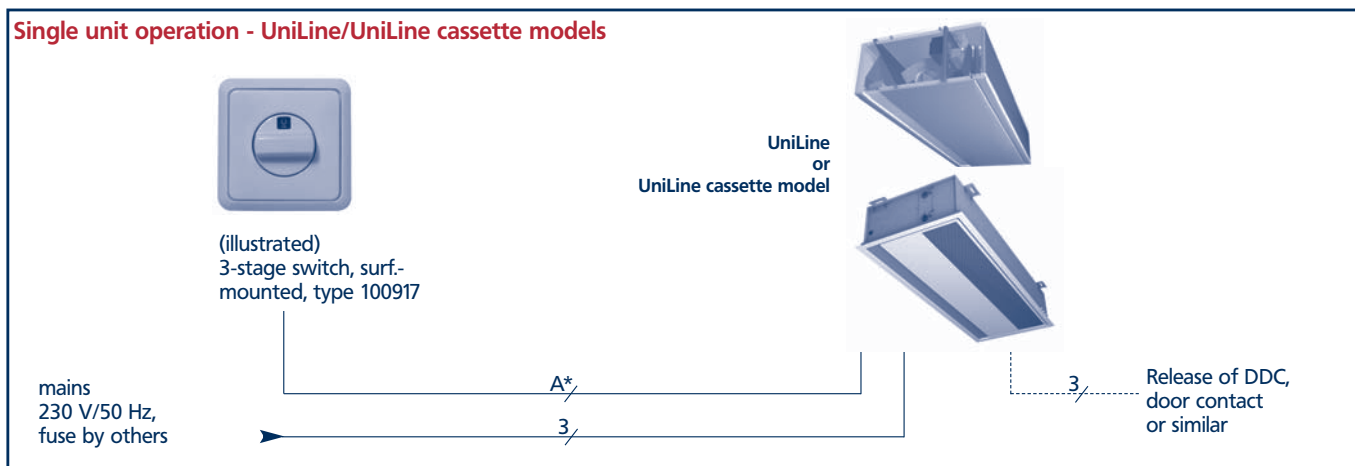 Single unit operation - UniLine/UniLine cassette models
UniLine
or
UniLine cassette model
(illustrated)
3-stage switch, surf.-
mounted, type 100917
A*
3
mains
230 V/50 Hz,
fuse by others
3
Release of DDC,
door contact
or similar